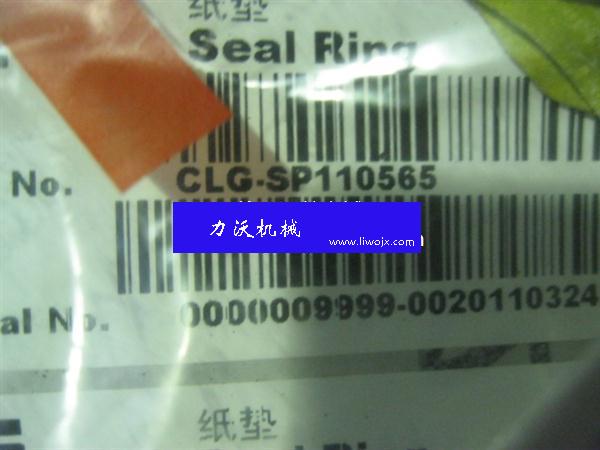 纸垫
Seal Ring
No. CLG-SP110565
力沃机械
www.liwojx.com
al No. 0000009999-0020110324
纸垫